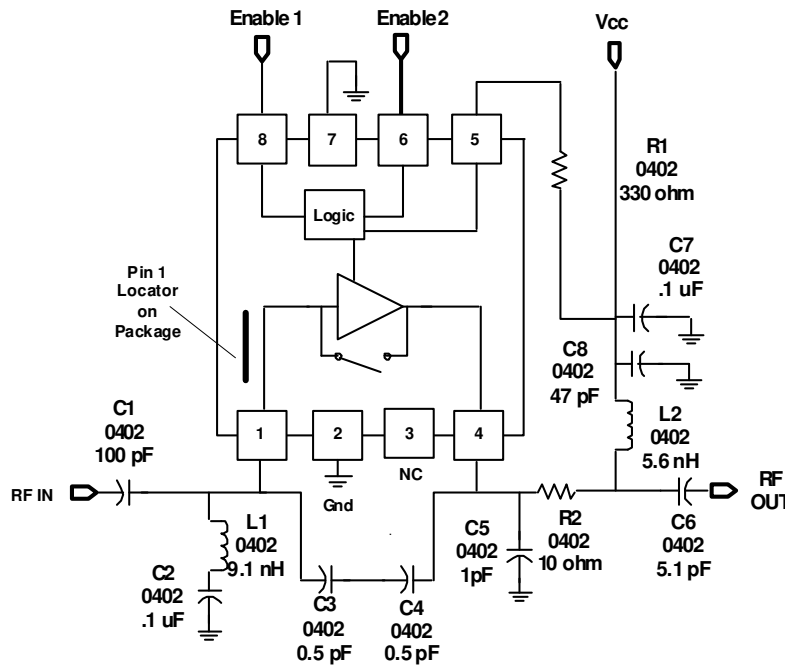 Enable 1
Enable 2
Vcc
8
7
6
5
R1
0402
330 ohm
Logic
C7
0402
.1 uF
Pin 1
Locator
on
Package
C8
0402
47 pF
C1
0402
100 pF
1
2
3
4
L2
0402
5.6 nH
RF IN
Gnd
NC
RF
OUT
L1
0402
9.1 nH
C5
0402
1pF
R2
0402
10 ohm
C6
0402
5.1 pF
C2
0402
.1 uF
C3
0402
0.5 pF
C4
0402
0.5 pF